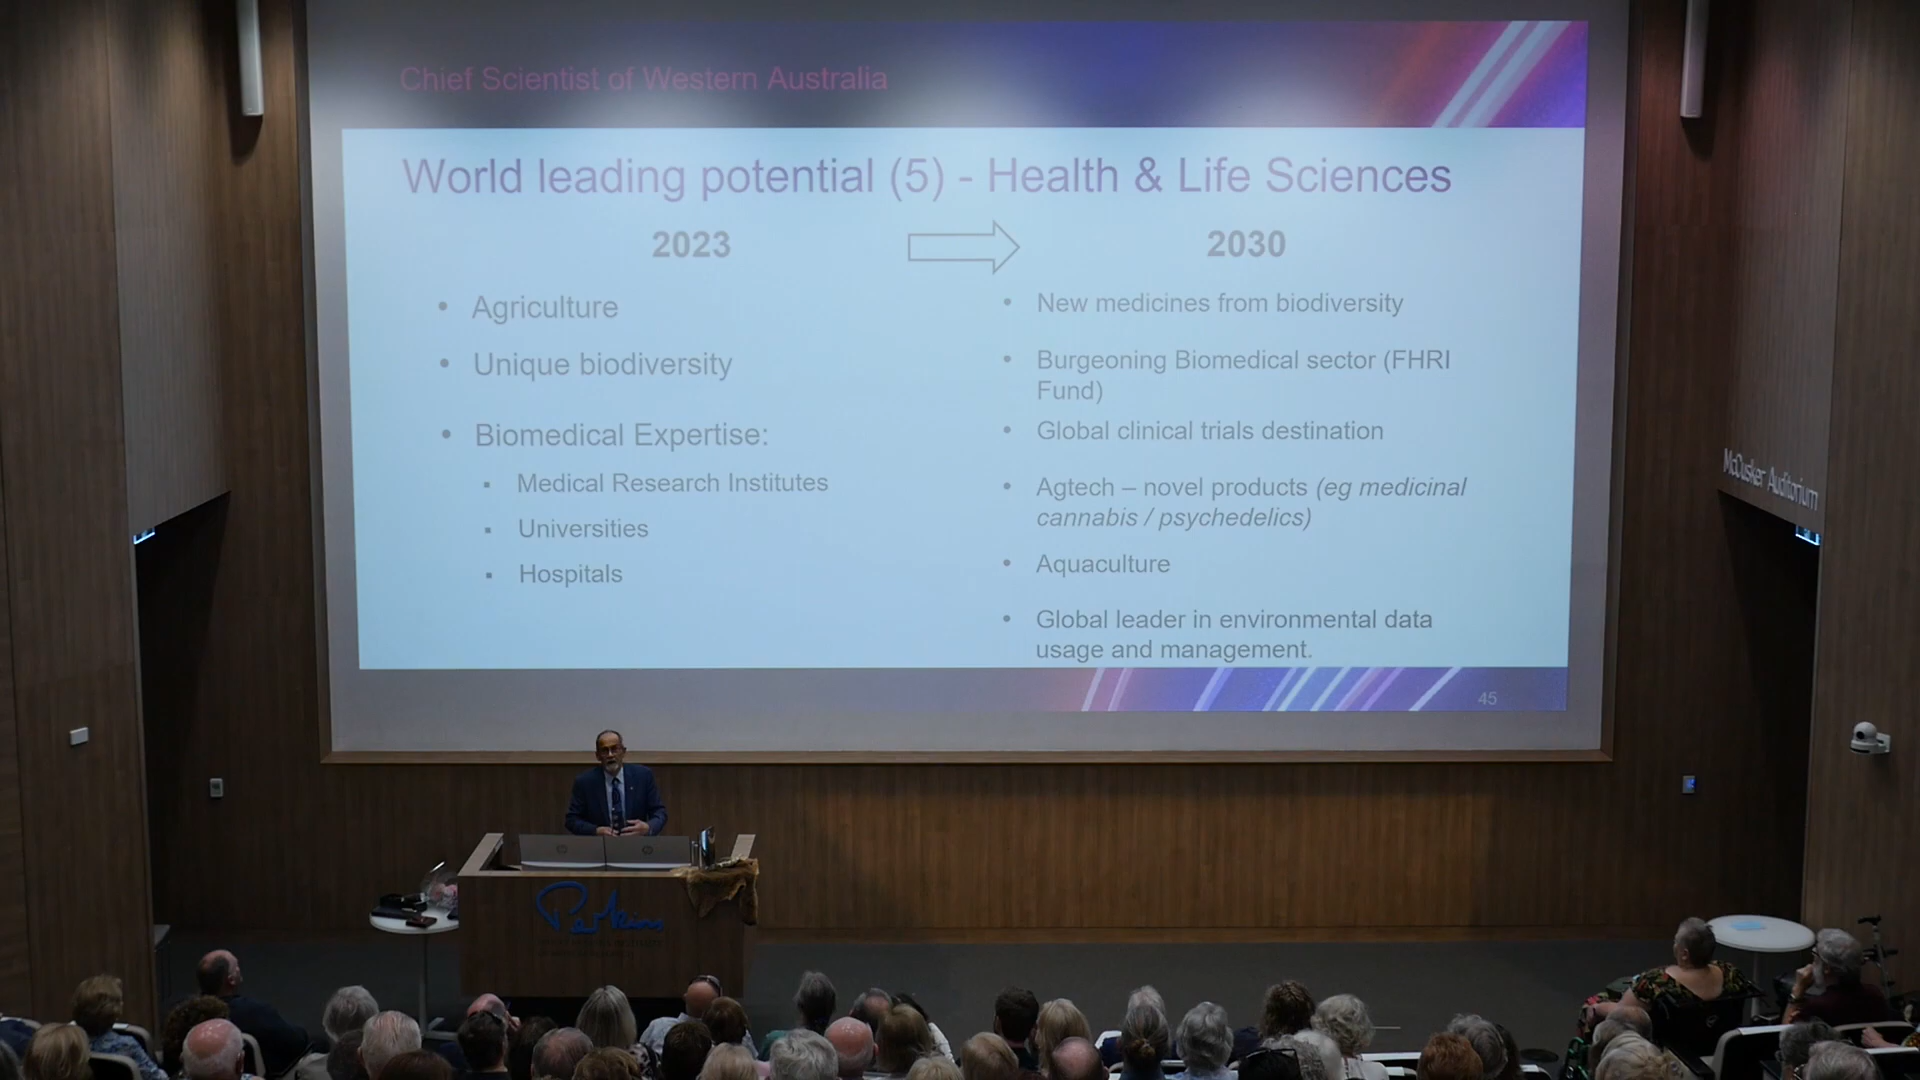 Chief Scientist of Western Australia
World leading potential (5) - Health & Life Sciences
2023
2030
• Agriculture
• Unique biodiversity
• Biomedical Expertise:
▪ Medical Research Institutes
▪ Universities
▪ Hospitals
• New medicines from biodiversity
• Burgeoning Biomedical sector (FHRI
Fund)
• Global clinical trials destination
• Agtech – novel products (eg medicinal
cannabis / psychedelics)
• Aquaculture
• Global leader in environmental data
usage and management.
45
McCusker Auditorium
Perkins